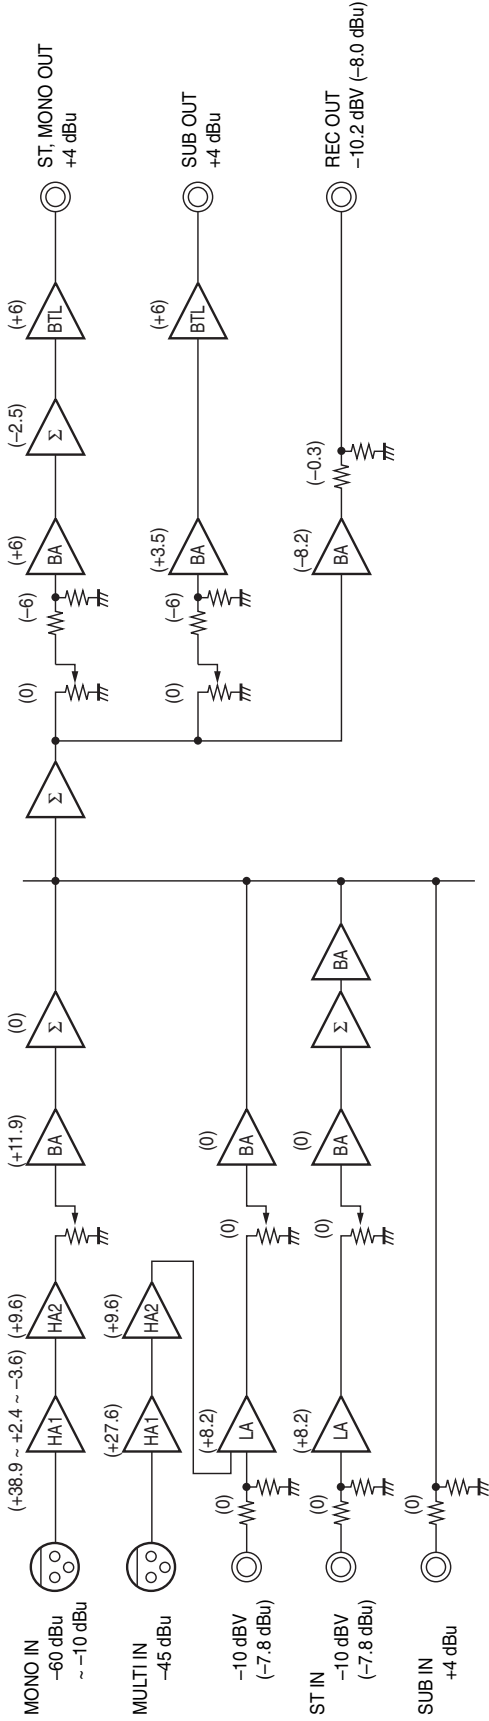 MONO IN
–60 dBu
~ –10 dBu
(+38.9 ~ +2.4 ~ –3.6)
HA1
(+9.6)
HA2
(+11.9)
BA
(0)
Σ
Σ
(0)
(–6)
(+6)
BA
(–2.5)
Σ
(+6)
BTL
ST, MONO OUT
+4 dBu
MULTI IN
–45 dBu
(+27.6)
HA1
(+9.6)
HA2
(0)
(–6)
(+3.5)
BA
(+6)
BTL
SUB OUT
+4 dBu
–10 dBV
(–7.8 dBu)
(0)
(+8.2)
LA
(0)
(0)
BA
ST IN
–10 dBV
(–7.8 dBu)
(0)
(+8.2)
LA
(0)
(0)
BA
Σ
BA
(–8.2)
BA
(–0.3)
REC OUT
–10.2 dBV (–8.0 dBu)
SUB IN
+4 dBu
(0)